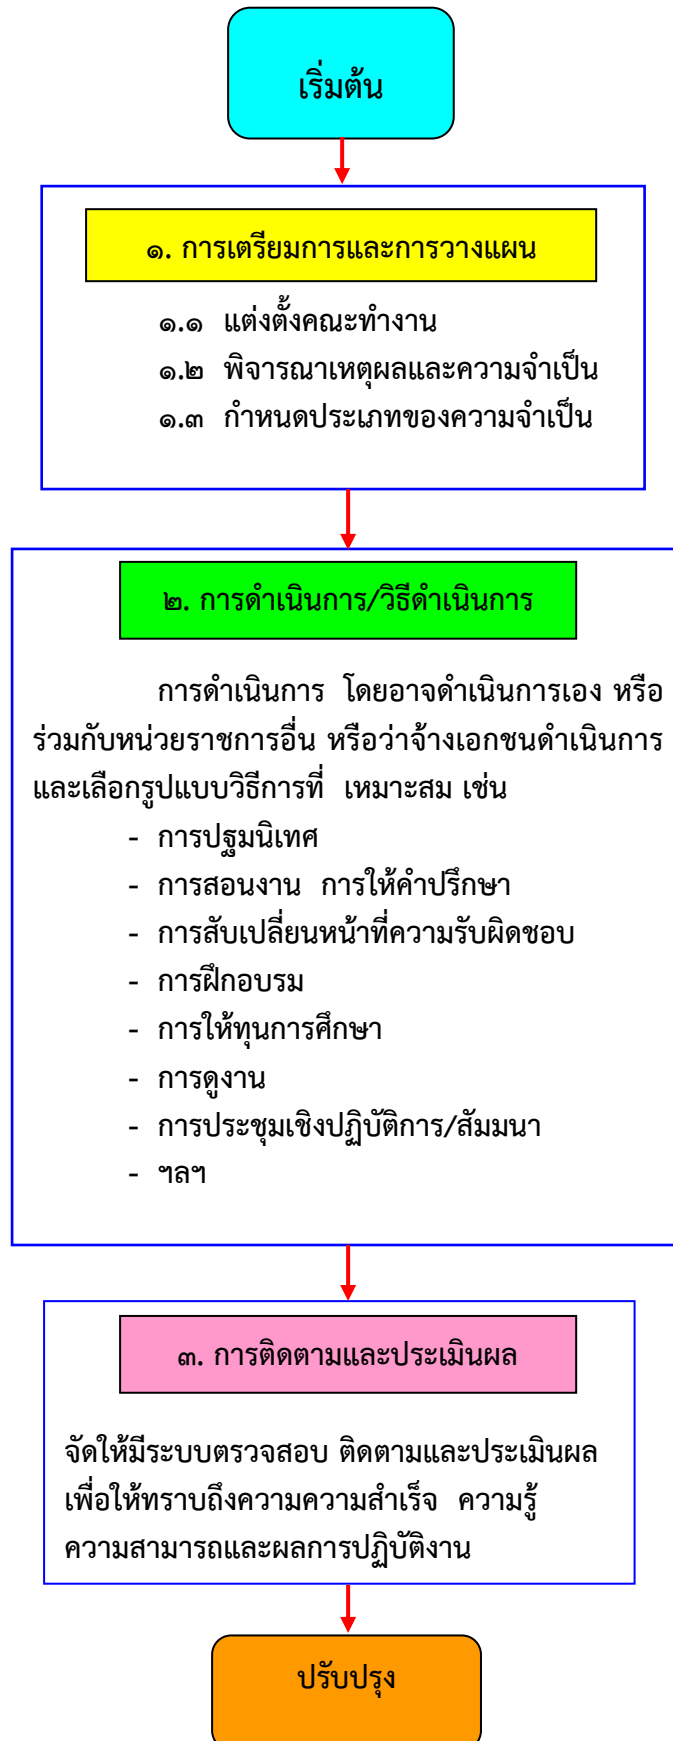 เริ่มต้น
๑. การเตรียมการและการวางแผน
๑.๑ แต่งตั้งคณะทำงาน
๑.๒ พิจารณาเหตุผลและความจำเป็น
๑.๓ กำหนดประเภทของความจำเป็น
๒. การดำเนินการ/วิธีดำเนินการ
การดำเนินการ โดยอาจดำเนินการเอง หรือ
ร่วมกับหน่วยราชการอื่น หรือว่าจ้างเอกชนดำเนินการ
และเลือกรูปแบบวิธีการที่ เหมาะสม เช่น
- การปฐมนิเทศ
- การสอนงาน การให้คำปรึกษา
- การสับเปลี่ยนหน้าที่ความรับผิดชอบ
- การฝึกอบรม
- การให้ทุนการศึกษา
- การดูงาน
- การประชุมเชิงปฏิบัติการ/สัมมนา
- ฯลฯ
๓. การติดตามและประเมินผล
จัดให้มีระบบตรวจสอบ ติดตามและประเมินผล
เพื่อให้ทราบถึงความความสำเร็จ ความรู้
ความสามารถและผลการปฏิบัติงาน
ปรับปรุง